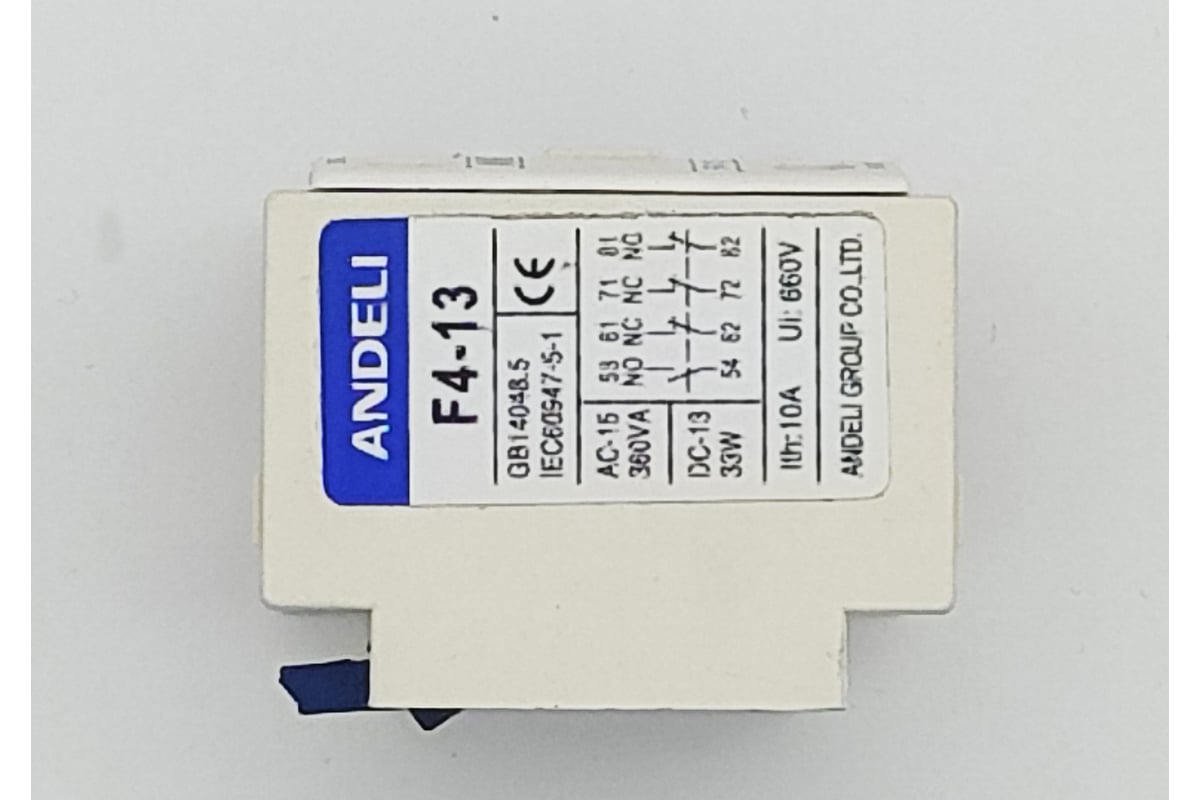 ANDELI
F4-13
GB14048.5
IEC60947-5-1
CE
AC-15
360VA
DC-13
33W
53 61 71 81
NO NC NC NC
54 62 72 82
Ith:10A Ui: 660V
ANDELI GROUP CO.,LTD.